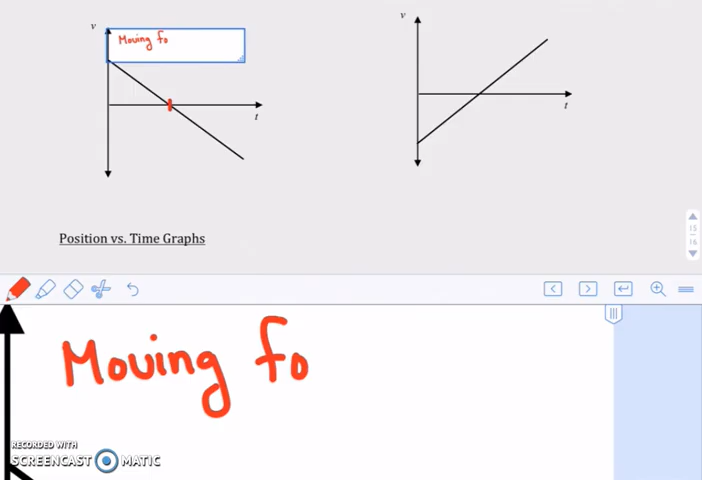 v
v
Moving fo
t
t
Position vs. Time Graphs
15
16
Moving fo
RECORDED WITH
SCREENCAST MATIC